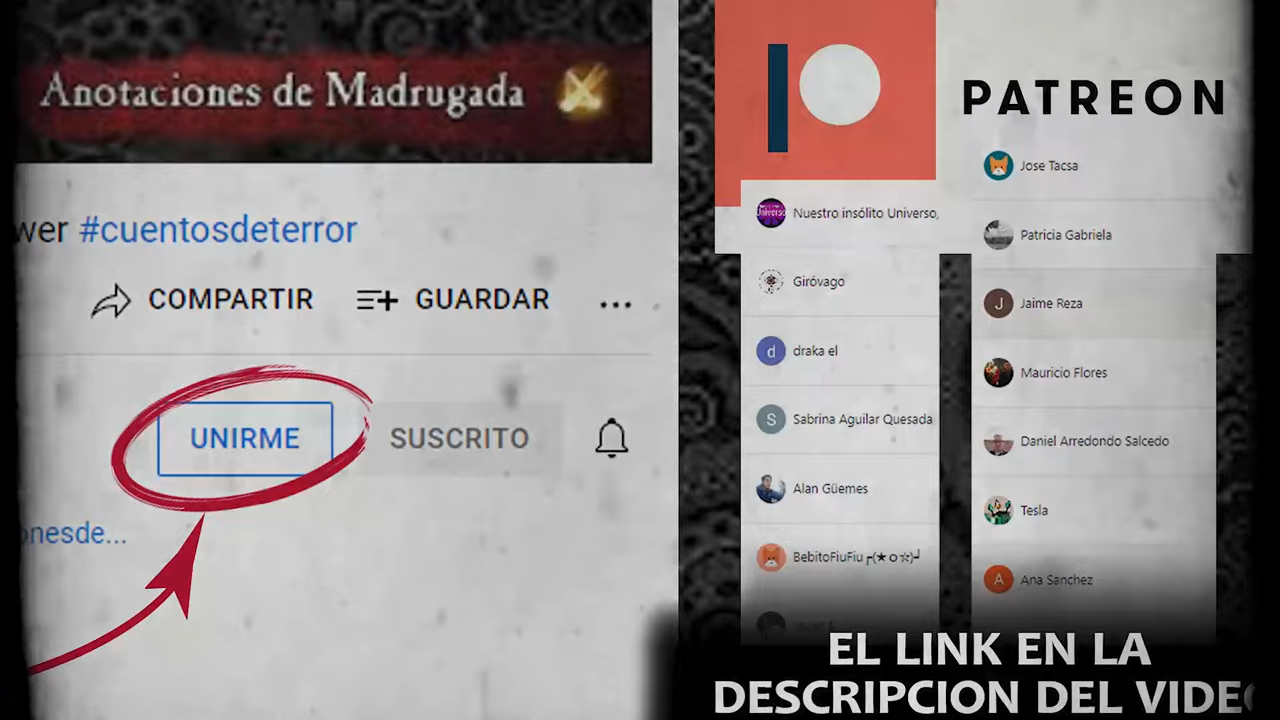 Anotaciones de Madrugada
wer #cuentosdeterror
COMPARTIR GUARDAR ...
UNIRME SUSCRITO
onesde...
PATREON
Nuestro insólito Universo,
Giróvago
d draka el
S Sabrina Aguilar Quesada
Alan Güemes
BebitoFiuFiu ┌(★o☆)┘
Jose Tacsa
Patricia Gabriela
J Jaime Reza
Mauricio Flores
Daniel Arredondo Salcedo
Tesla
A Ana Sanchez
EL LINK EN LA
DESCRIPCION DEL VIDEO